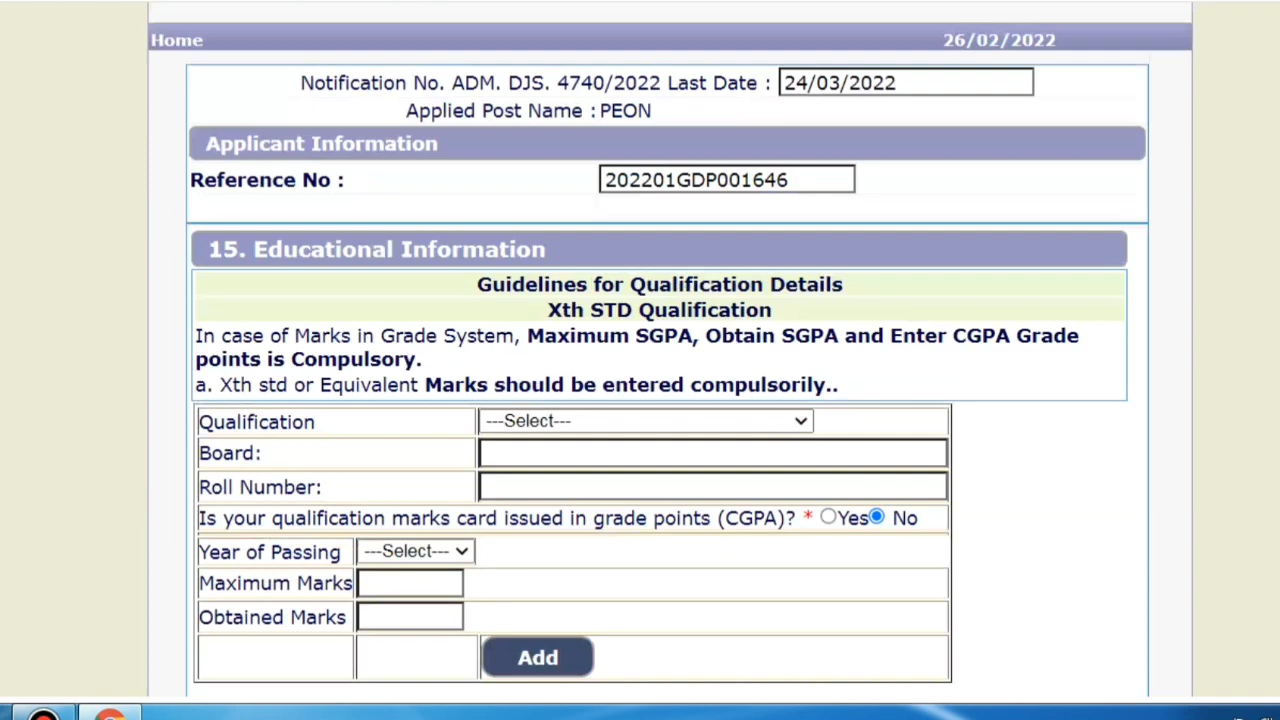 Home 26/02/2022
Notification No. ADM. DJS. 4740/2022 Last Date : 24/03/2022
Applied Post Name : PEON
Applicant Information
Reference No : 202201GDP001646
15. Educational Information
Guidelines for Qualification Details
Xth STD Qualification
In case of Marks in Grade System, Maximum SGPA, Obtain SGPA and Enter CGPA Grade
points is Compulsory.
a. Xth std or Equivalent Marks should be entered compulsorily..
Qualification ---Select---
Board:
Roll Number:
Is your qualification marks card issued in grade points (CGPA)? * Yes No
Year of Passing ---Select---
Maximum Marks
Obtained Marks
Add